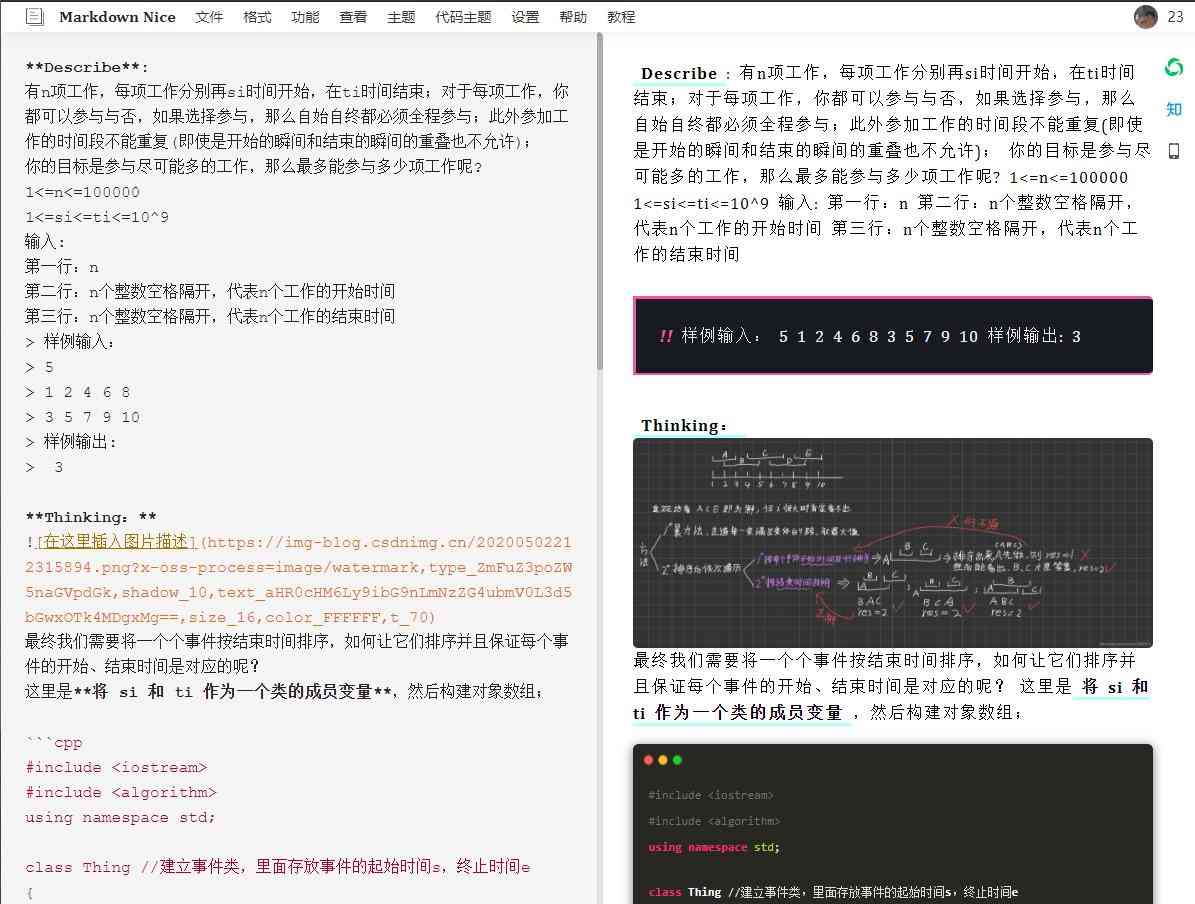 Markdown Nice 文件 格式 功能 查看 主题 代码主题 设置 帮助 教程 23
**Describe**:
有n项工作，每项工作分别再si时间开始，在ti时间结束；对于每项工作，你
都可以参与与否，如果选择参与，那么自始自终都必须全程参与；此外参加工
作的时间段不能重复(即使是开始的瞬间和结束的瞬间的重叠也不允许)；
你的目标是参与尽可能多的工作，那么最多能参与多少项工作呢?
1<=n<=100000
1<=si<=ti<=10^9
输入:
第一行：n
第二行：n个整数空格隔开，代表n个工作的开始时间
第三行：n个整数空格隔开，代表n个工作的结束时间
> 样例输入：
> 5
> 1 2 4 6 8
> 3 5 7 9 10
> 样例输出:
> 3
**Thinking：**
![在这里插入图片描述](https://img-blog.csdnimg.cn/2020050221
2315894.png?x-oss-process=image/watermark,type_ZmFuZ3poZW
5naGVpdGk,shadow_10,text_aHR0cHM6Ly9ibG9nLmNzZG4ubmV0L3d5
bGwxOTk4MDgxMg==,size_16,color_FFFFFF,t_70)
最终我们需要将一个个事件按结束时间排序，如何让它们排序并且保证每个事
件的开始、结束时间是对应的呢？
这里是**将 si 和 ti 作为一个类的成员变量**，然后构建对象数组；
```cpp
#include <iostream>
#include <algorithm>
using namespace std;
class Thing //建立事件类，里面存放事件的起始时间s，终止时间e
{
Describe : 有n项工作，每项工作分别再si时间开始，在ti时间
结束；对于每项工作，你都可以参与与否，如果选择参与，那么
自始自终都必须全程参与；此外参加工作的时间段不能重复(即使
是开始的瞬间和结束的瞬间的重叠也不允许)； 你的目标是参与尽
可能多的工作，那么最多能参与多少项工作呢? 1<=n<=100000
1<=si<=ti<=10^9 输入: 第一行：n 第二行：n个整数空格隔开，
代表n个工作的开始时间 第三行：n个整数空格隔开，代表n个工
作的结束时间
!! 样例输入： 5 1 2 4 6 8 3 5 7 9 10 样例输出: 3
Thinking：
A B C D E
1 2 3 4 5 6 7 8 9 10
BAC
res=2
BCA
res=2
ABC
res=2
最终我们需要将一个个事件按结束时间排序，如何让它们排序并
且保证每个事件的开始、结束时间是对应的呢？ 这里是 将 si 和
ti 作为一个类的成员变量 ，然后构建对象数组；
#include <iostream>
#include <algorithm>
using namespace std;
class Thing //建立事件类，里面存放事件的起始时间s，终止时间e
知